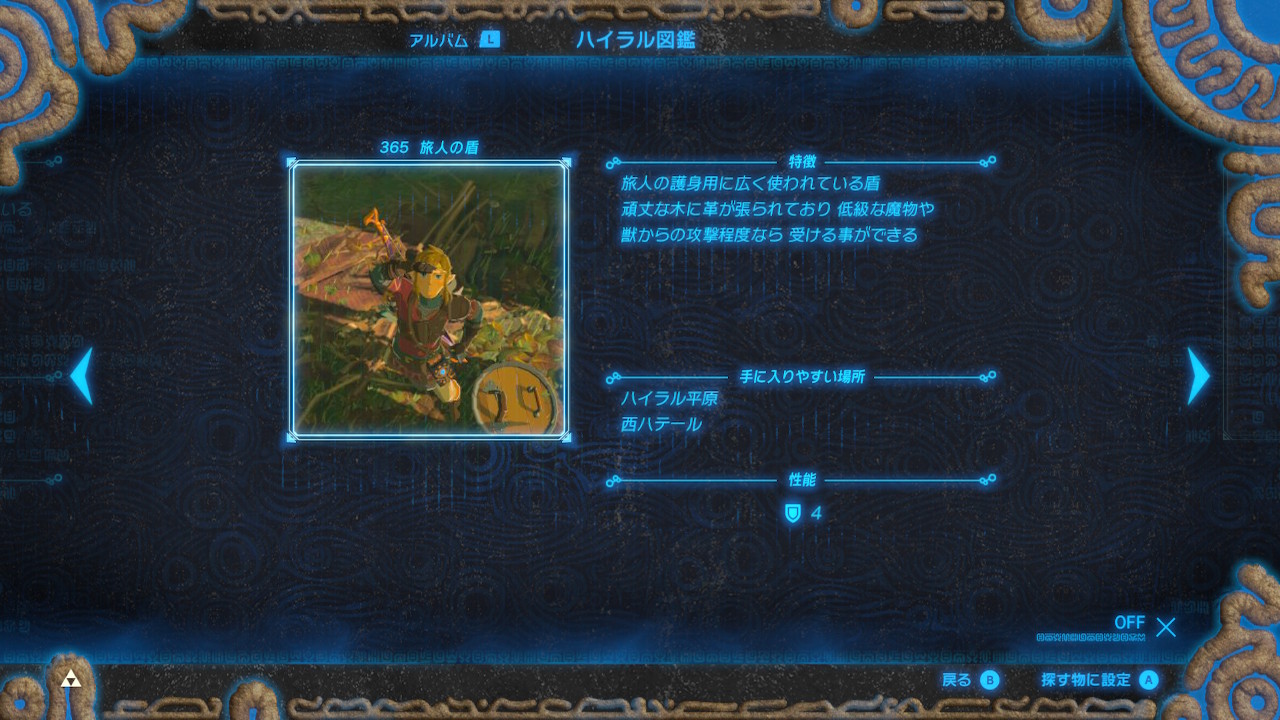 アルバム L
ハイラル図鑑
365 旅人の盾
特徴
旅人の護身用に広く使われている盾
頑丈な木に革が張られており 低級な魔物や
獣からの攻撃程度なら 受ける事ができる
手に入りやすい場所
ハイラル平原
西ハテール
性能
4
OFF
戻る B
探す物に設定 A